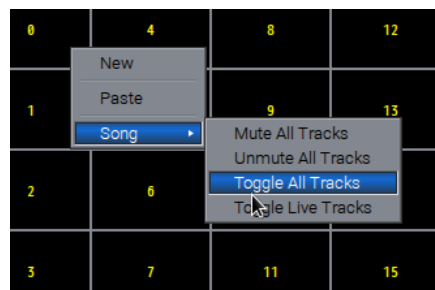 0 4 8 12
New
Paste
1 9 13
Song Mute All Tracks
Unmute All Tracks
Toggle All Tracks
2 6
Toggle Live Tracks
3 7 11 15